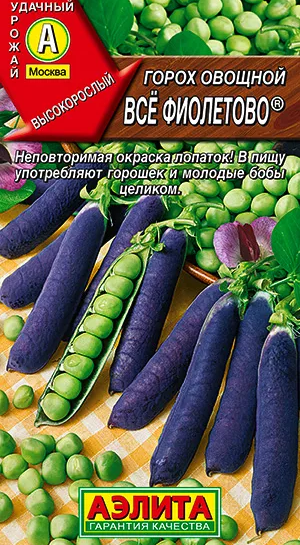 УДАЧНЫЙ
УРОЖАЙ
А
Москва
ВЫСОКОРОСЛЫЙ
ГОРОХ ОВОЩНОЙ
ВСЁ ФИОЛЕТОВО®
Неповторимая окраска лопаток! В пищу
употребляют горошек и молодые бобы
целиком.
АЭЛИТА
ГАРАНТИЯ КАЧЕСТВА